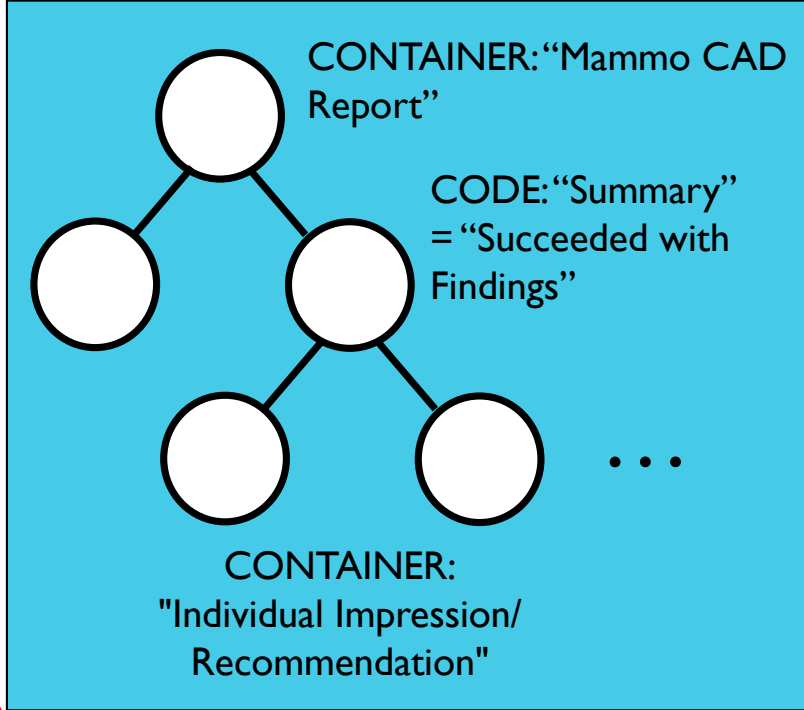 CONTAINER: “Mammo CAD
Report”
CODE: “Summary”
= “Succeeded with
Findings”
...
CONTAINER:
"Individual Impression/
Recommendation"